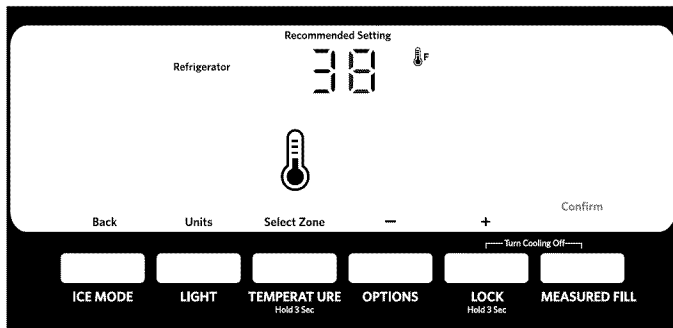 Recommended Setting
Refrigerator 38 F
Back Units Select Zone − + Confirm
Turn Cooling Off
ICE MODE LIGHT TEMPERAT URE OPTIONS LOCK MEASURED FILL
Hold 3 Sec Hold 3 Sec